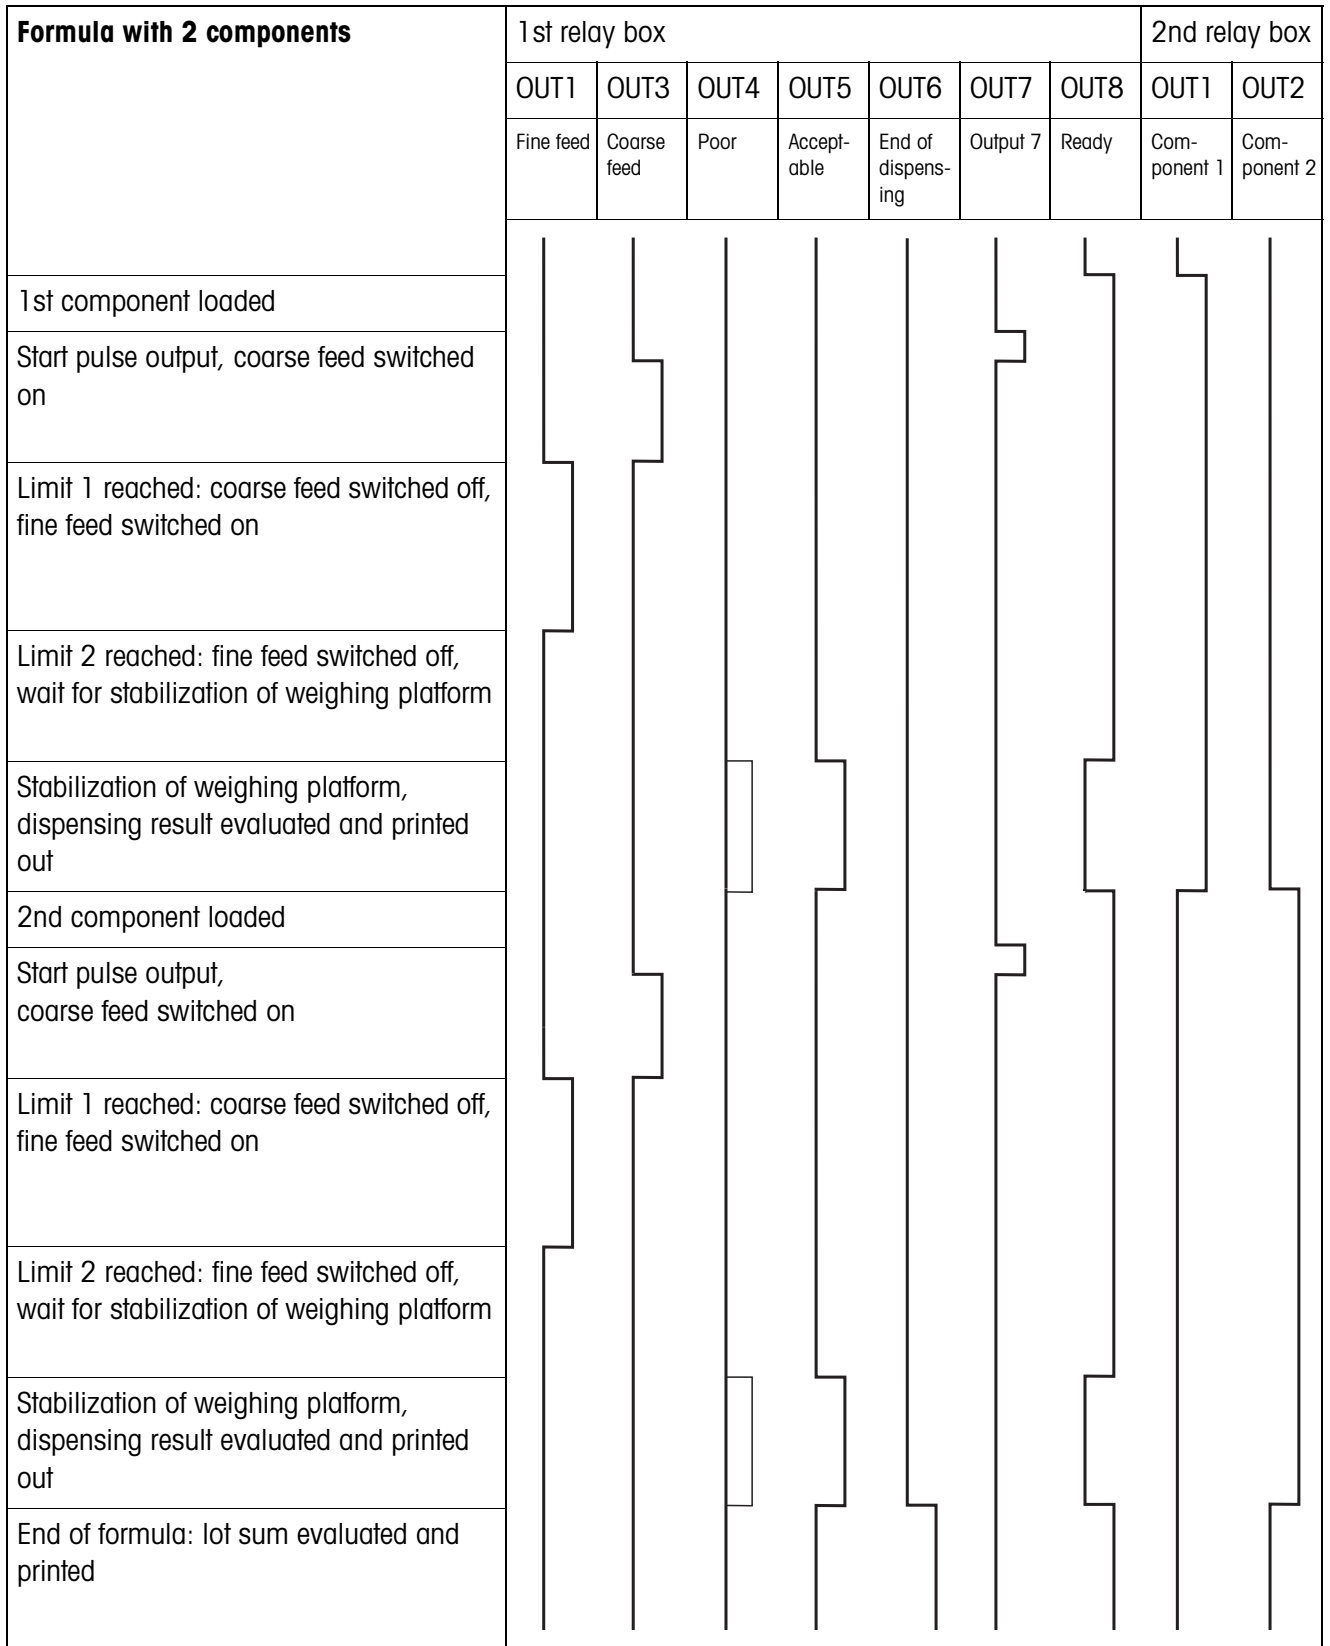 Formula with 2 components
1st relay box
2nd relay box
OUT1
OUT3
OUT4
OUT5
OUT6
OUT7
OUT8
OUT1
OUT2
Fine feed
Coarse
feed
Poor
Accept-
able
End of
dispens-
ing
Output 7
Ready
Com-
ponent 1
Com-
ponent 2
1st component loaded
Start pulse output, coarse feed switched
on
Limit 1 reached: coarse feed switched off,
fine feed switched on
Limit 2 reached: fine feed switched off,
wait for stabilization of weighing platform
Stabilization of weighing platform,
dispensing result evaluated and printed
out
2nd component loaded
Start pulse output,
coarse feed switched on
Limit 1 reached: coarse feed switched off,
fine feed switched on
Limit 2 reached: fine feed switched off,
wait for stabilization of weighing platform
Stabilization of weighing platform,
dispensing result evaluated and printed
out
End of formula: lot sum evaluated and
printed